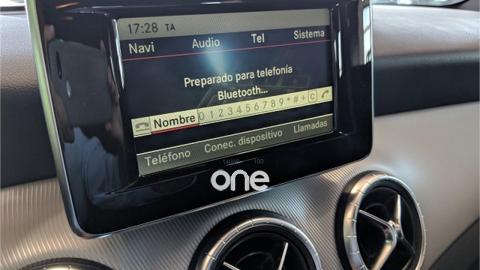 17:28 TA
Navi Audio Tel Sistema
Preparado para telefonía
Bluetooth...
Nombre 0 1 2 3 4 5 6 7 8 9 * # + C
Teléfono Conec. dispositivo Llamadas
100
one